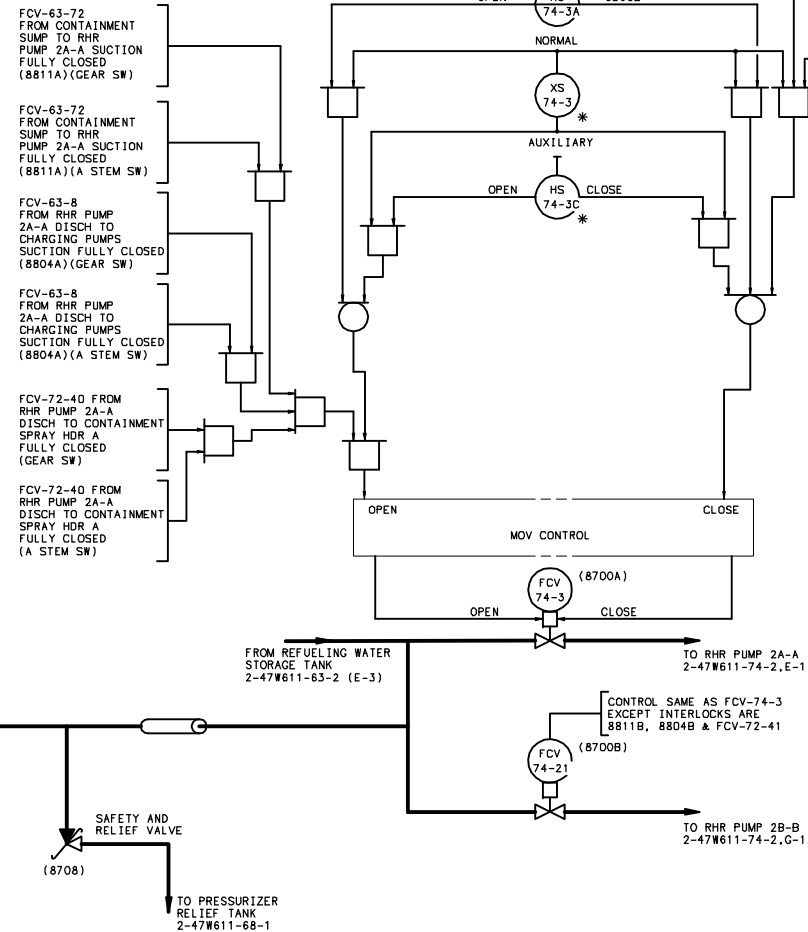 FCV-63-72
FROM CONTAINMENT
SUMP TO RHR
PUMP 2A-A SUCTION
FULLY CLOSED
(8811A)(GEAR SW)
FCV-63-72
FROM CONTAINMENT
SUMP TO RHR
PUMP 2A-A SUCTION
FULLY CLOSED
(8811A)(A STEM SW)
FCV-63-8
FROM RHR PUMP
2A-A DISCH TO
CHARGING PUMPS
SUCTION FULLY CLOSED
(8804A)(GEAR SW)
FCV-63-8
FROM RHR PUMP
2A-A DISCH TO
CHARGING PUMPS
SUCTION FULLY CLOSED
(8804A)(A STEM SW)
FCV-72-40 FROM
RHR PUMP 2A-A
DISCH TO CONTAINMENT
SPRAY HDR A
FULLY CLOSED
(GEAR SW)
FCV-72-40 FROM
RHR PUMP 2A-A
DISCH TO CONTAINMENT
SPRAY HDR A
FULLY CLOSED
(A STEM SW)
74-3A
NORMAL
XS
74-3
*
AUXILIARY
OPEN
HS
74-3C
CLOSE
*
OPEN
CLOSE
MOV CONTROL
FCV
74-3
(8700A)
OPEN
CLOSE
FROM REFUELING WATER
STORAGE TANK
2-47W611-63-2 (E-3)
TO RHR PUMP 2A-A
2-47W611-74-2,E-1
CONTROL SAME AS FCV-74-3
EXCEPT INTERLOCKS ARE
8811B, 8804B & FCV-72-41
FCV
74-21
(8700B)
TO RHR PUMP 2B-B
2-47W611-74-2,G-1
SAFETY AND
RELIEF VALVE
(8708)
TO PRESSURIZER
RELIEF TANK
2-47W611-68-1